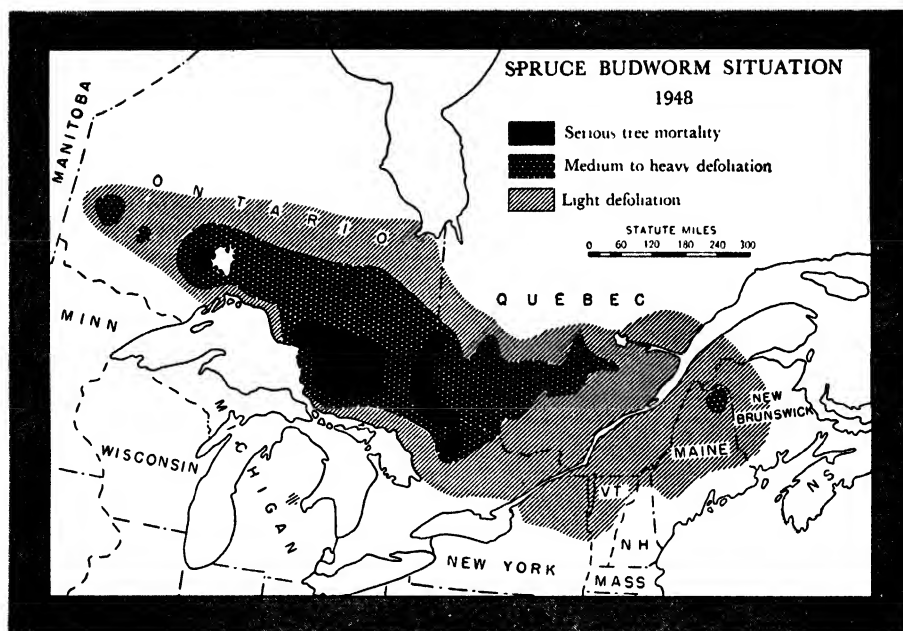 SPRUCE BUDWORM SITUATION
1948
Serious tree mortality
Medium to heavy defoliation
Light defoliation
STATUTE MILES
0 60 120 180 240 300
MANITOBA
ONTARIO
QUEBEC
MINN
WISCONSIN
MICHIGAN
NEW BRUNSWICK
MAINE
VT
NS
NH
NEW YORK
MASS